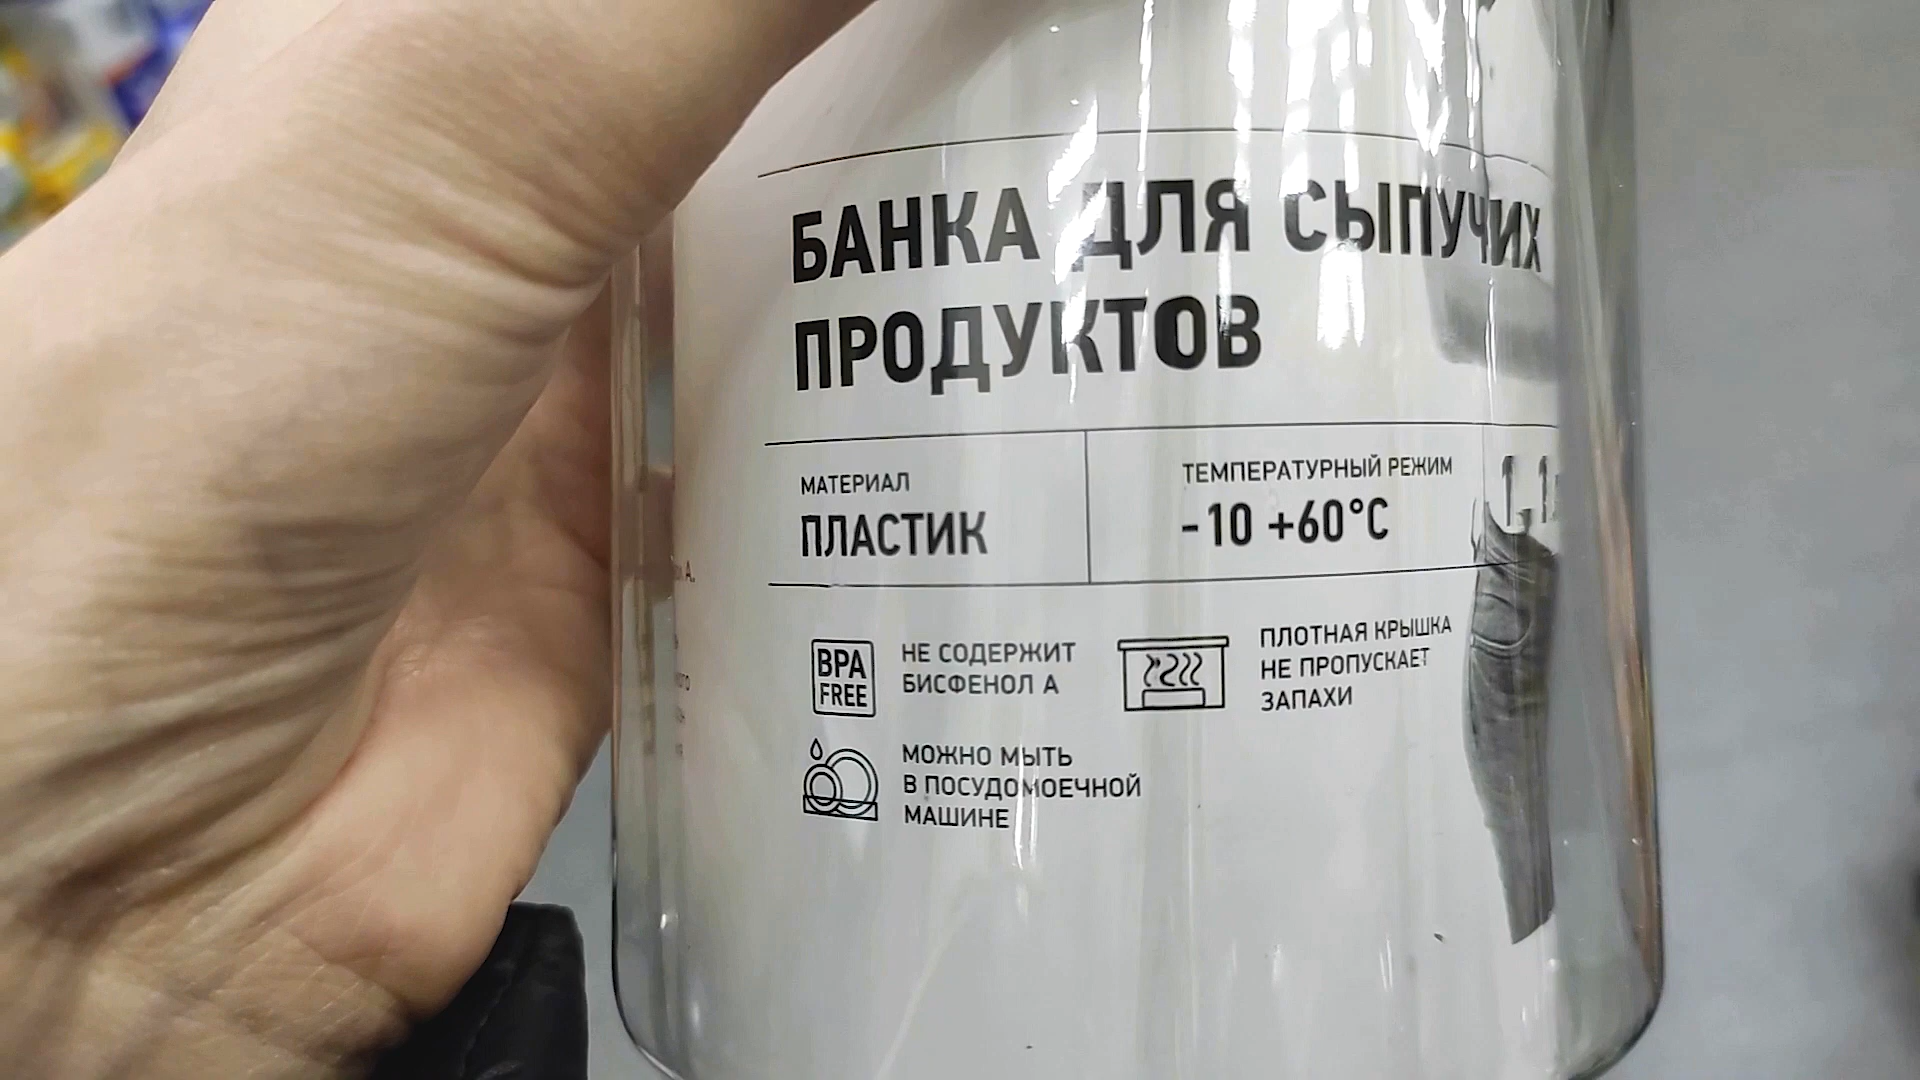 БАНКА ДЛЯ СЫПУЧИХ
ПРОДУКТОВ
МАТЕРИАЛ
ПЛАСТИК
ТЕМПЕРАТУРНЫЙ РЕЖИМ
-10 +60°C
BPA
FREE
НЕ СОДЕРЖИТ
БИСФЕНОЛ А
ПЛОТНАЯ КРЫШКА
НЕ ПРОПУСКАЕТ
ЗАПАХИ
МОЖНО МЫТЬ
В ПОСУДОМОЕЧНОЙ
МАШИНЕ